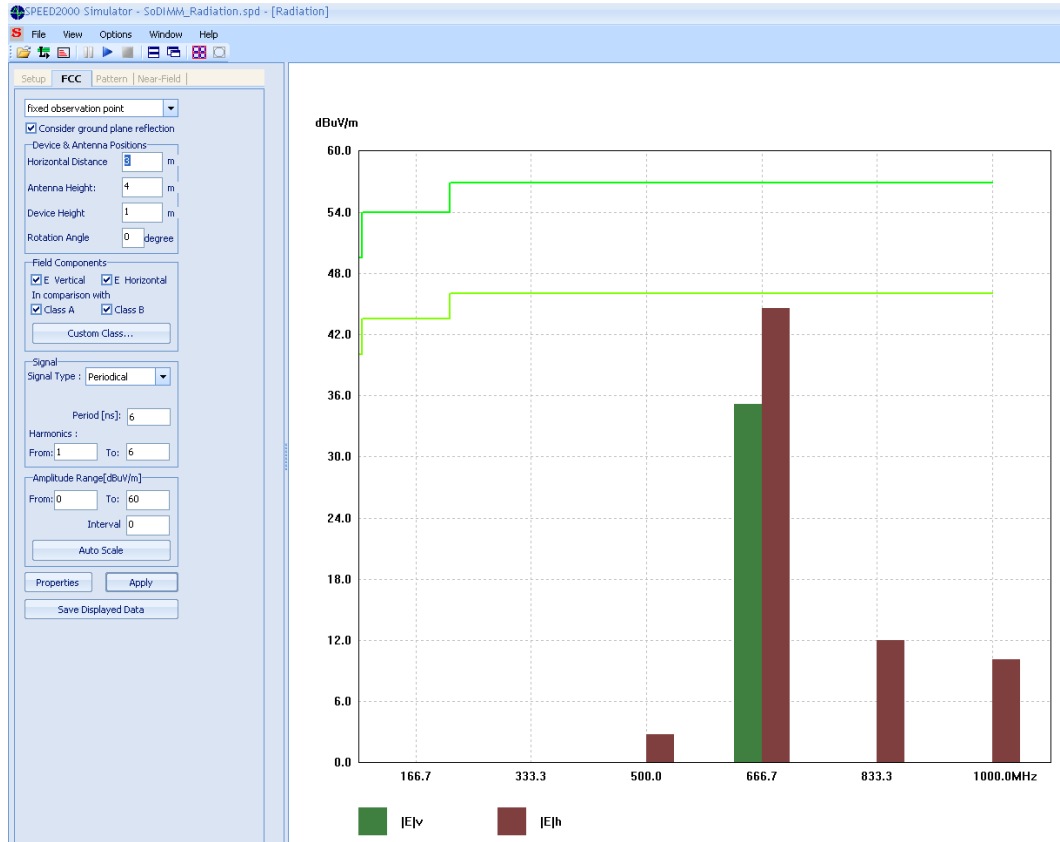 SPEED2000 Simulator - SoDIMM_Radiation.spd - [Radiation]
S File View Options Window Help
Setup FCC Pattern Near-Field
fixed observation point
Consider ground plane reflection
Device & Antenna Positions
Horizontal Distance 3 m
Antenna Height: 4 m
Device Height 1 m
Rotation Angle 0 degree
Field Components
E Vertical E Horizontal
In comparison with
Class A Class B
Custom Class...
Signal
Signal Type : Periodical
Period [ns]: 6
Harmonics :
From: 1 To: 6
Amplitude Range[dBuV/m]
From: 0 To: 60
Interval 0
Auto Scale
Properties Apply
Save Displayed Data
dBuV/m
60.0
54.0
48.0
42.0
36.0
30.0
24.0
18.0
12.0
6.0
0.0
166.7 333.3 500.0 666.7 833.3 1000.0MHz
|E|v |E|h